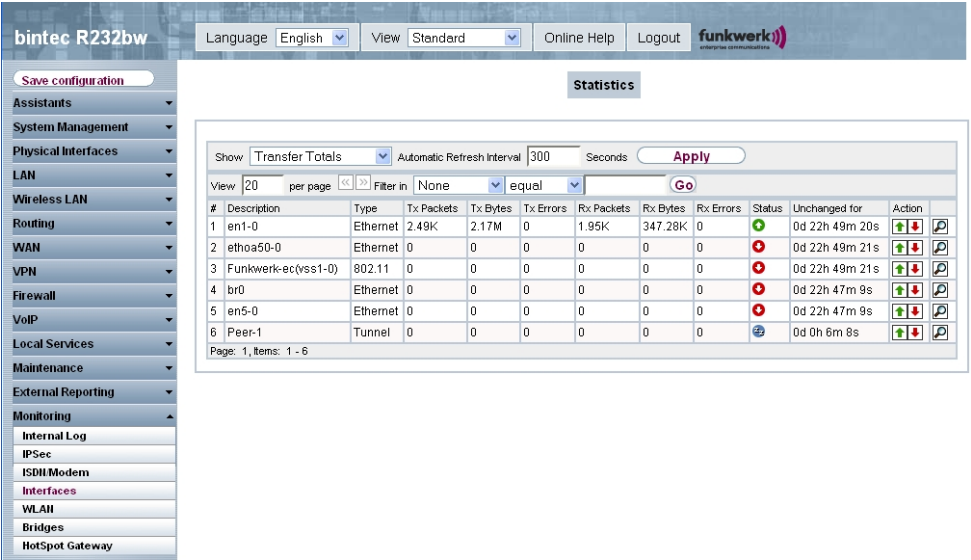 bintec R232bw
Language English View Standard Online Help Logout funkwerk
enterprise communications
Save configuration
Assistants
System Management
Physical Interfaces
LAN
Wireless LAN
Routing
WAN
VPN
Firewall
VoIP
Local Services
Maintenance
External Reporting
Monitoring
Internal Log
IPSec
ISDN/Modem
Interfaces
WLAN
Bridges
HotSpot Gateway
Statistics
Show Transfer Totals Automatic Refresh Interval 300 Seconds Apply
View 20 per page << >> Filter in None equal Go
# Description Type Tx Packets Tx Bytes Tx Errors Rx Packets Rx Bytes Rx Errors Status Unchanged for Action
1 en1-0 Ethernet 2.49K 2.17M 0 1.95K 347.28K 0 0d 22h 49m 20s
2 ethoa50-0 Ethernet 0 0 0 0 0 0 0d 22h 49m 21s
3 Funkwerk-ec(vss1-0) 802.11 0 0 0 0 0 0 0d 22h 49m 21s
4 br0 Ethernet 0 0 0 0 0 0 0d 22h 47m 9s
5 en5-0 Ethernet 0 0 0 0 0 0 0d 22h 47m 9s
6 Peer-1 Tunnel 0 0 0 0 0 0 0d 0h 6m 8s
Page: 1, Items: 1 - 6